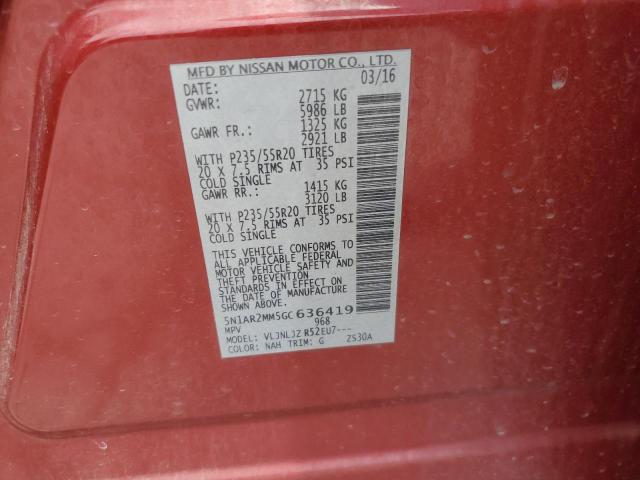 MFD BY NISSAN MOTOR CO., LTD.
DATE: 03/16
GVWR: 2715 KG
5986 LB
GAWR FR.: 1325 KG
2921 LB
WITH P235/55R20 TIRES
20 X 7.5 RIMS AT 35 PSI
COLD SINGLE
GAWR RR.: 1415 KG
3120 LB
WITH P235/55R20 TIRES
20 X 7.5 RIMS AT 35 PSI
COLD SINGLE
THIS VEHICLE CONFORMS TO
ALL APPLICABLE FEDERAL
MOTOR VEHICLE SAFETY AND
THEFT PREVENTION
STANDARDS IN EFFECT ON
THE DATE OF MANUFACTURE
SHOWN ABOVE.
5N1AR2MM5GC636419
MPV 968
MODEL: VLJNLJZ R52EU7---
COLOR: NAH TRIM: G ZS30A